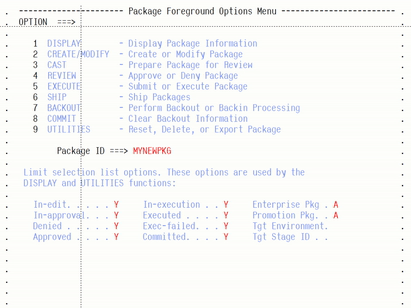 ---------------------- Package Foreground Options Menu ------------------------
OPTION ===>
1 DISPLAY - Display Package Information
2 CREATE/MODIFY - Create or Modify Package
3 CAST - Prepare Package for Review
4 REVIEW - Approve or Deny Package
5 EXECUTE - Submit or Execute Package
6 SHIP - Ship Packages
7 BACKOUT - Perform Backout or Backin Processing
8 COMMIT - Clear Backout Information
9 UTILITIES - Reset, Delete, or Export Package
Package ID ===> MYNEWPKG
Limit selection list options. These options are used by the
DISPLAY and UTILITIES functions:
In-edit. . . . . Y In-execution . . Y Enterprise Pkg . A
In-approval. . . Y Executed . . . . Y Promotion Pkg. . A
Denied . . . . . Y Exec-failed. . . Y Tgt Environment.
Approved . . . . Y Committed. . . . Y Tgt Stage ID . .